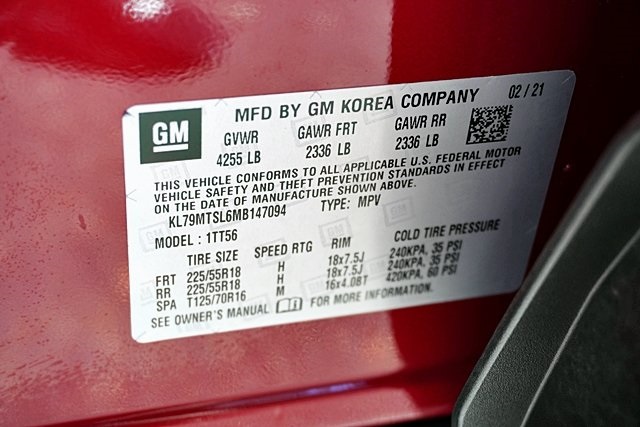 GM
MFD BY GM KOREA COMPANY 02/21
GVWR GAWR FRT GAWR RR
4255 LB 2336 LB 2336 LB
THIS VEHICLE CONFORMS TO ALL APPLICABLE U.S. FEDERAL MOTOR
VEHICLE SAFETY AND THEFT PREVENTION STANDARDS IN EFFECT
ON THE DATE OF MANUFACTURE SHOWN ABOVE.
KL79MTSL6MB147094 TYPE: MPV
MODEL: 1TT56
TIRE SIZE SPEED RTG RIM COLD TIRE PRESSURE
FRT 225/55R18 H 18x7.5J 240KPA, 35 PSI
RR 225/55R18 H 18x7.5J 240KPA, 35 PSI
SPA T125/70R16 M 16x4.0BT 420KPA, 60 PSI
SEE OWNER'S MANUAL FOR MORE INFORMATION.